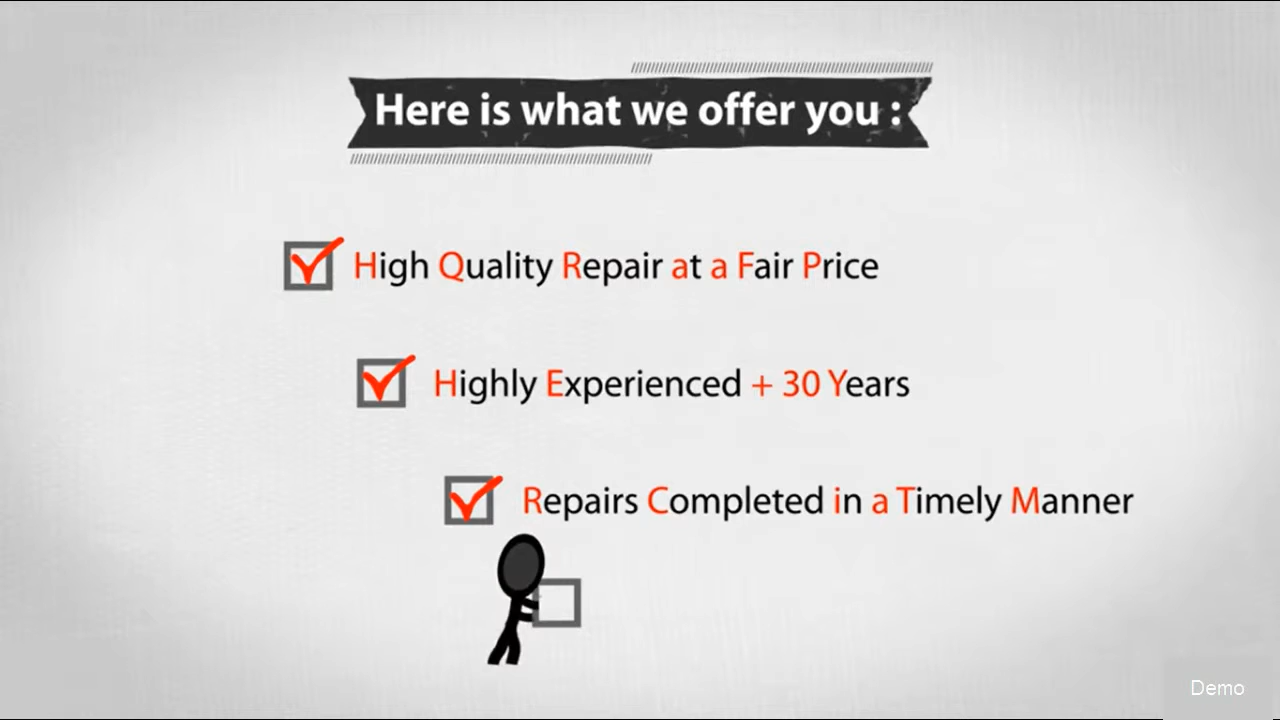 Here is what we offer you :
High Quality Repair at a Fair Price
Highly Experienced + 30 Years
Repairs Completed in a Timely Manner
Demo